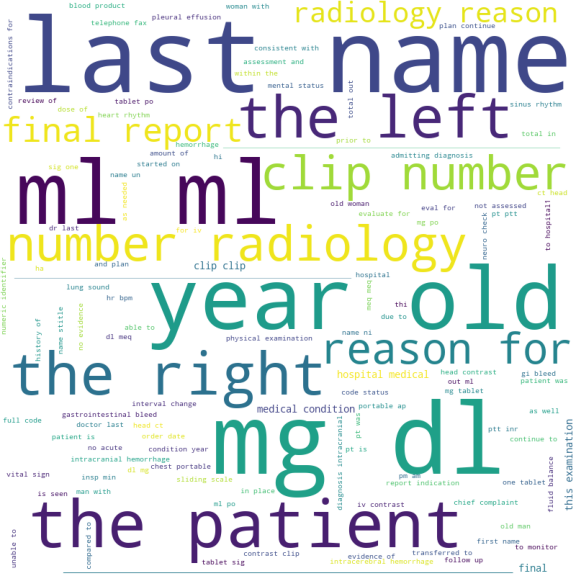 blood product
woman with
radiology reason
telephone fax
pleural effusion
plan continue
contraindications for
last name
consistent with
assessment and
within the
mental status
review of
tablet po
dose of
heart rhythm
total out
the left
sinus rhythm
final report
prior to
total in
hemorrhage
amount of
hi
admitting diagnosis
sig one
started on
ml ml
clip number
ct head
name un
as needed
old woman
not assessed
evaluate for
eval for
pt ptt
mg po
dr last
for iv
to hospital1
neuro check
number radiology
numeric identifier
hs
and plan
clip clip
hospital
lung sound
meq meq
year old
hr bpm
thi
name stitle
no evidence
due to
able to
name ni
history of
dl meq
physical examination
reason for
the right
hospital medical
head contrast
gi bleed
out ml
patient was
code status
mg tablet
interval change
medical condition
portable ap
gastrointestinal bleed
as well
full code
doctor last
head ct
mg dl
pt was
ptt inr
patient is
order date
continue to
no acute
condition year
diagnosis intracranial
pt is
this examination
intracranial hemorrhage
dl mg
chest portable
vital sign
insp min
sliding scale
pm am
report indication
one tablet
fluid balance
is seen
man with
in place
ml po
iv contrast
chief complaint
the patient
old man
first name
unable to
compared to
contrast clip
evidence of
transferred to
to monitor
tablet sig
intracerebral hemorrhage
follow up
final